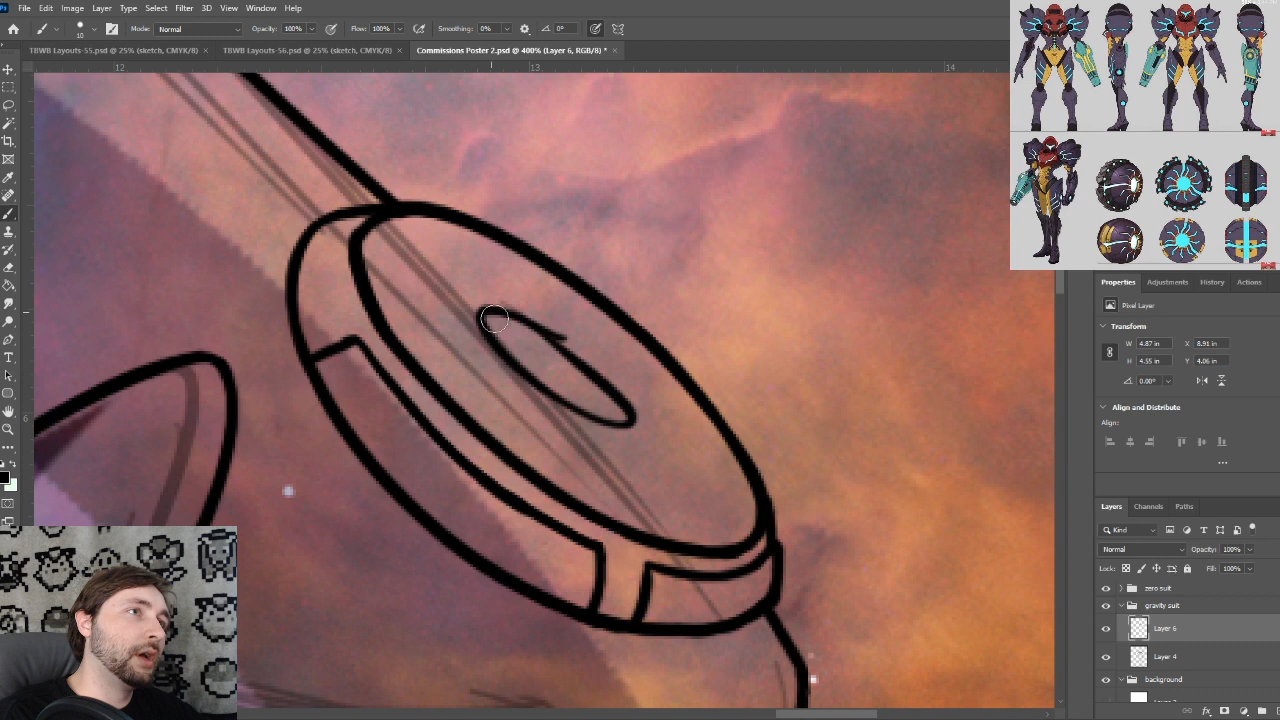 File Edit Image Layer Type Select Filter 3D View Window Help
10 Mode: Normal Opacity: 100% Flow: 100% Smoothing: 0% 0°
TBWB Layouts-55.psd @ 25% (sketch, CMYK/8) × TBWB Layouts-56.psd @ 25% (sketch, CMYK/8) × Commissions Poster 2.psd @ 400% (Layer 6, RGB/8) * ×
12 13 14
6
Properties Adjustments History Actions
Pixel Layer
Transform
W 4.87 in X 8.91 in
H 4.55 in Y 4.06 in
0.00°
Align and Distribute
Align:
Layers Channels Paths
Kind
Normal Opacity: 100%
Lock: Fill: 100%
zero suit
gravity suit
Layer 6
Layer 4
background